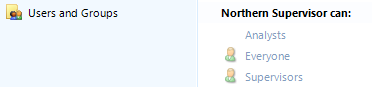 Users and Groups
Northern Supervisor can:
Analysts
Everyone
Supervisors